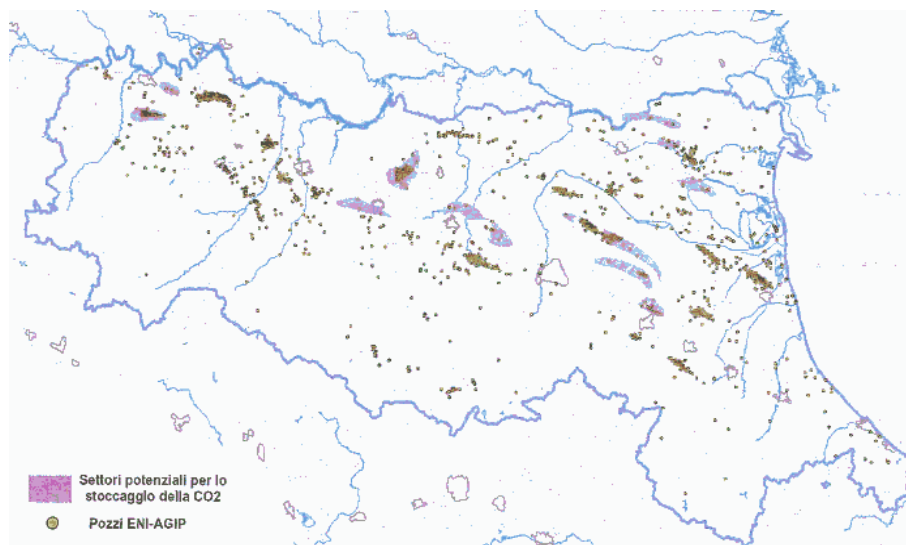 Settori potenziali per lo
stoccaggio della CO2
Pozzi ENI-AGIP